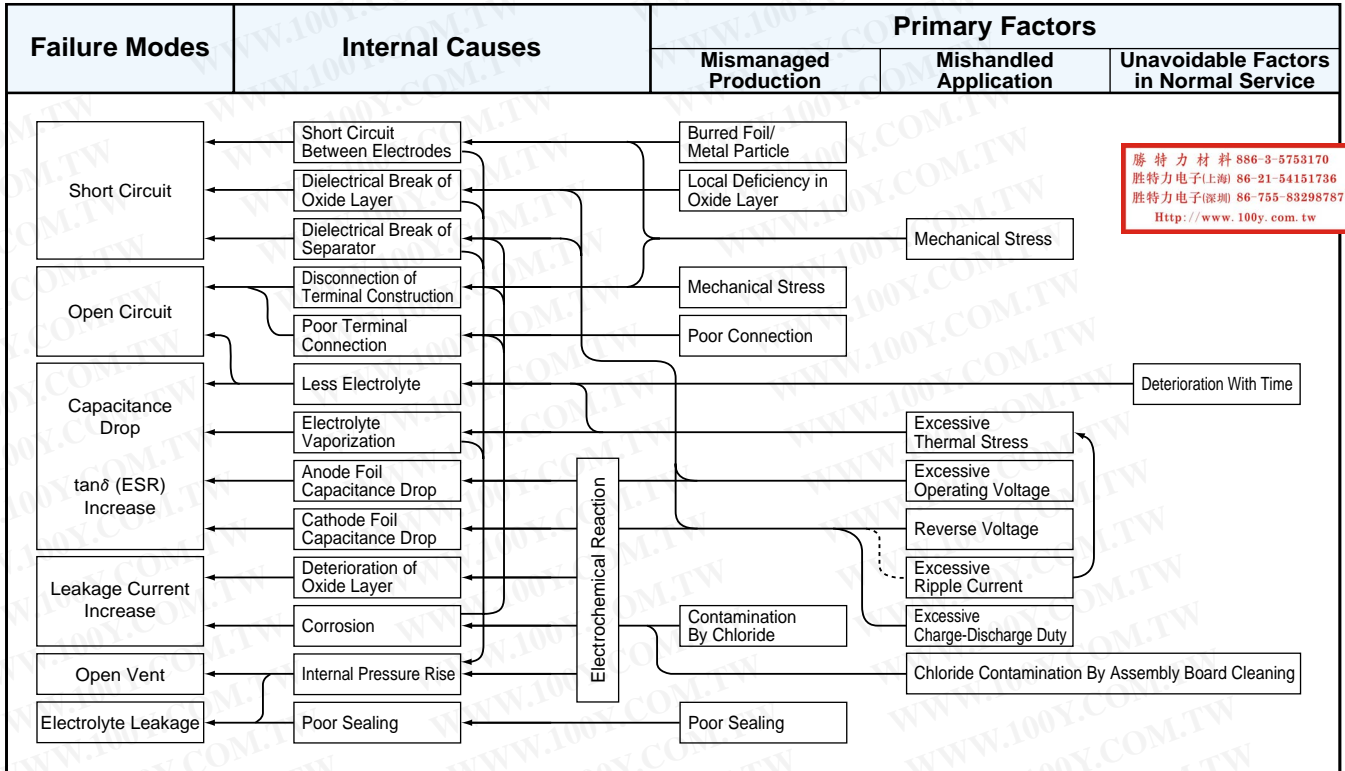 Failure Modes
Internal Causes
Primary Factors
Mismanaged
Production
Mishandled
Application
Unavoidable Factors
in Normal Service
Short Circuit
Open Circuit
Capacitance
Drop
tanδ (ESR)
Increase
Leakage Current
Increase
Open Vent
Electrolyte Leakage
Short Circuit
Between Electrodes
Dielectrical Break of
Oxide Layer
Dielectrical Break of
Separator
Disconnection of
Terminal Construction
Poor Terminal
Connection
Less Electrolyte
Electrolyte
Vaporization
Anode Foil
Capacitance Drop
Cathode Foil
Capacitance Drop
Deterioration of
Oxide Layer
Corrosion
Internal Pressure Rise
Poor Sealing
Electrochemical Reaction
Burred Foil/
Metal Particle
Local Deficiency in
Oxide Layer
Mechanical Stress
Poor Connection
Contamination
By Chloride
Poor Sealing
Mechanical Stress
Excessive
Thermal Stress
Excessive
Operating Voltage
Reverse Voltage
Excessive
Ripple Current
Excessive
Charge-Discharge Duty
Chloride Contamination By Assembly Board Cleaning
Deterioration With Time
勝 特 力 材 料 886-3-5753170
胜特力电子(上海) 86-21-54151736
胜特力电子(深圳) 86-755-83298787
Http://www.100y.com.tw
WWW.100Y.COM.TW